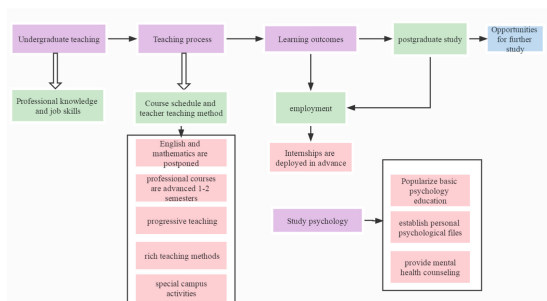 Undergraduate teaching
Teaching process
Learning outcomes
postgraduate study
Opportunities
for further
study
Professional knowledge
and job skills
Course schedule and
teacher teaching method
employment
English and
mathematics are
postponed
professional courses
are advanced 1-2
semesters
progressive teaching
rich teaching methods
special campus
activities
Internships are
deployed in advance
Study psychology
Popularize basic
psychology
education
establish personal
psychological files
provide mental
health counseling